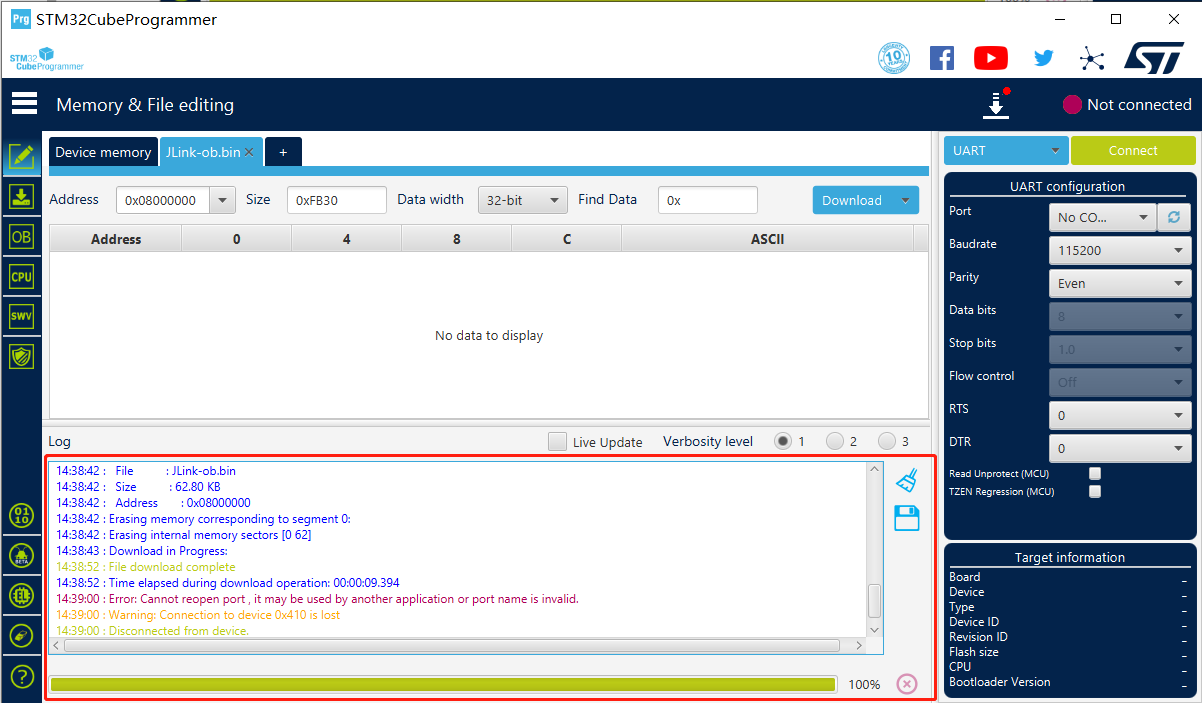 Prg STM32CubeProgrammer
STM32
CubeProgrammer
10
YEARS
Memory & File editing
Not connected
Device memory JLink-ob.bin +
UART Connect
Address 0x08000000 Size 0xFB30 Data width 32-bit Find Data 0x Download
Address 0 4 8 C ASCII
No data to display
UART configuration
Port No CO...
Baudrate 115200
Parity Even
Data bits 8
Stop bits 1.0
Flow control Off
RTS 0
DTR 0
Read Unprotect (MCU)
TZEN Regression (MCU)
OB
CPU
SWV
Log Live Update Verbosity level 1 2 3
14:38:42 : File : JLink-ob.bin
14:38:42 : Size : 62.80 KB
14:38:42 : Address : 0x08000000
14:38:42 : Erasing memory corresponding to segment 0:
14:38:42 : Erasing internal memory sectors [0 62]
14:38:43 : Download in Progress:
14:38:52 : File download complete
14:38:52 : Time elapsed during download operation: 00:00:09.394
14:39:00 : Error: Cannot reopen port , it may be used by another application or port name is invalid.
14:39:00 : Warning: Connection to device 0x410 is lost
14:39:00 : Disconnected from device.
100%
01
10
BETA
EL
?
Target information
Board -
Device -
Type -
Device ID -
Revision ID -
Flash size -
CPU -
Bootloader Version -